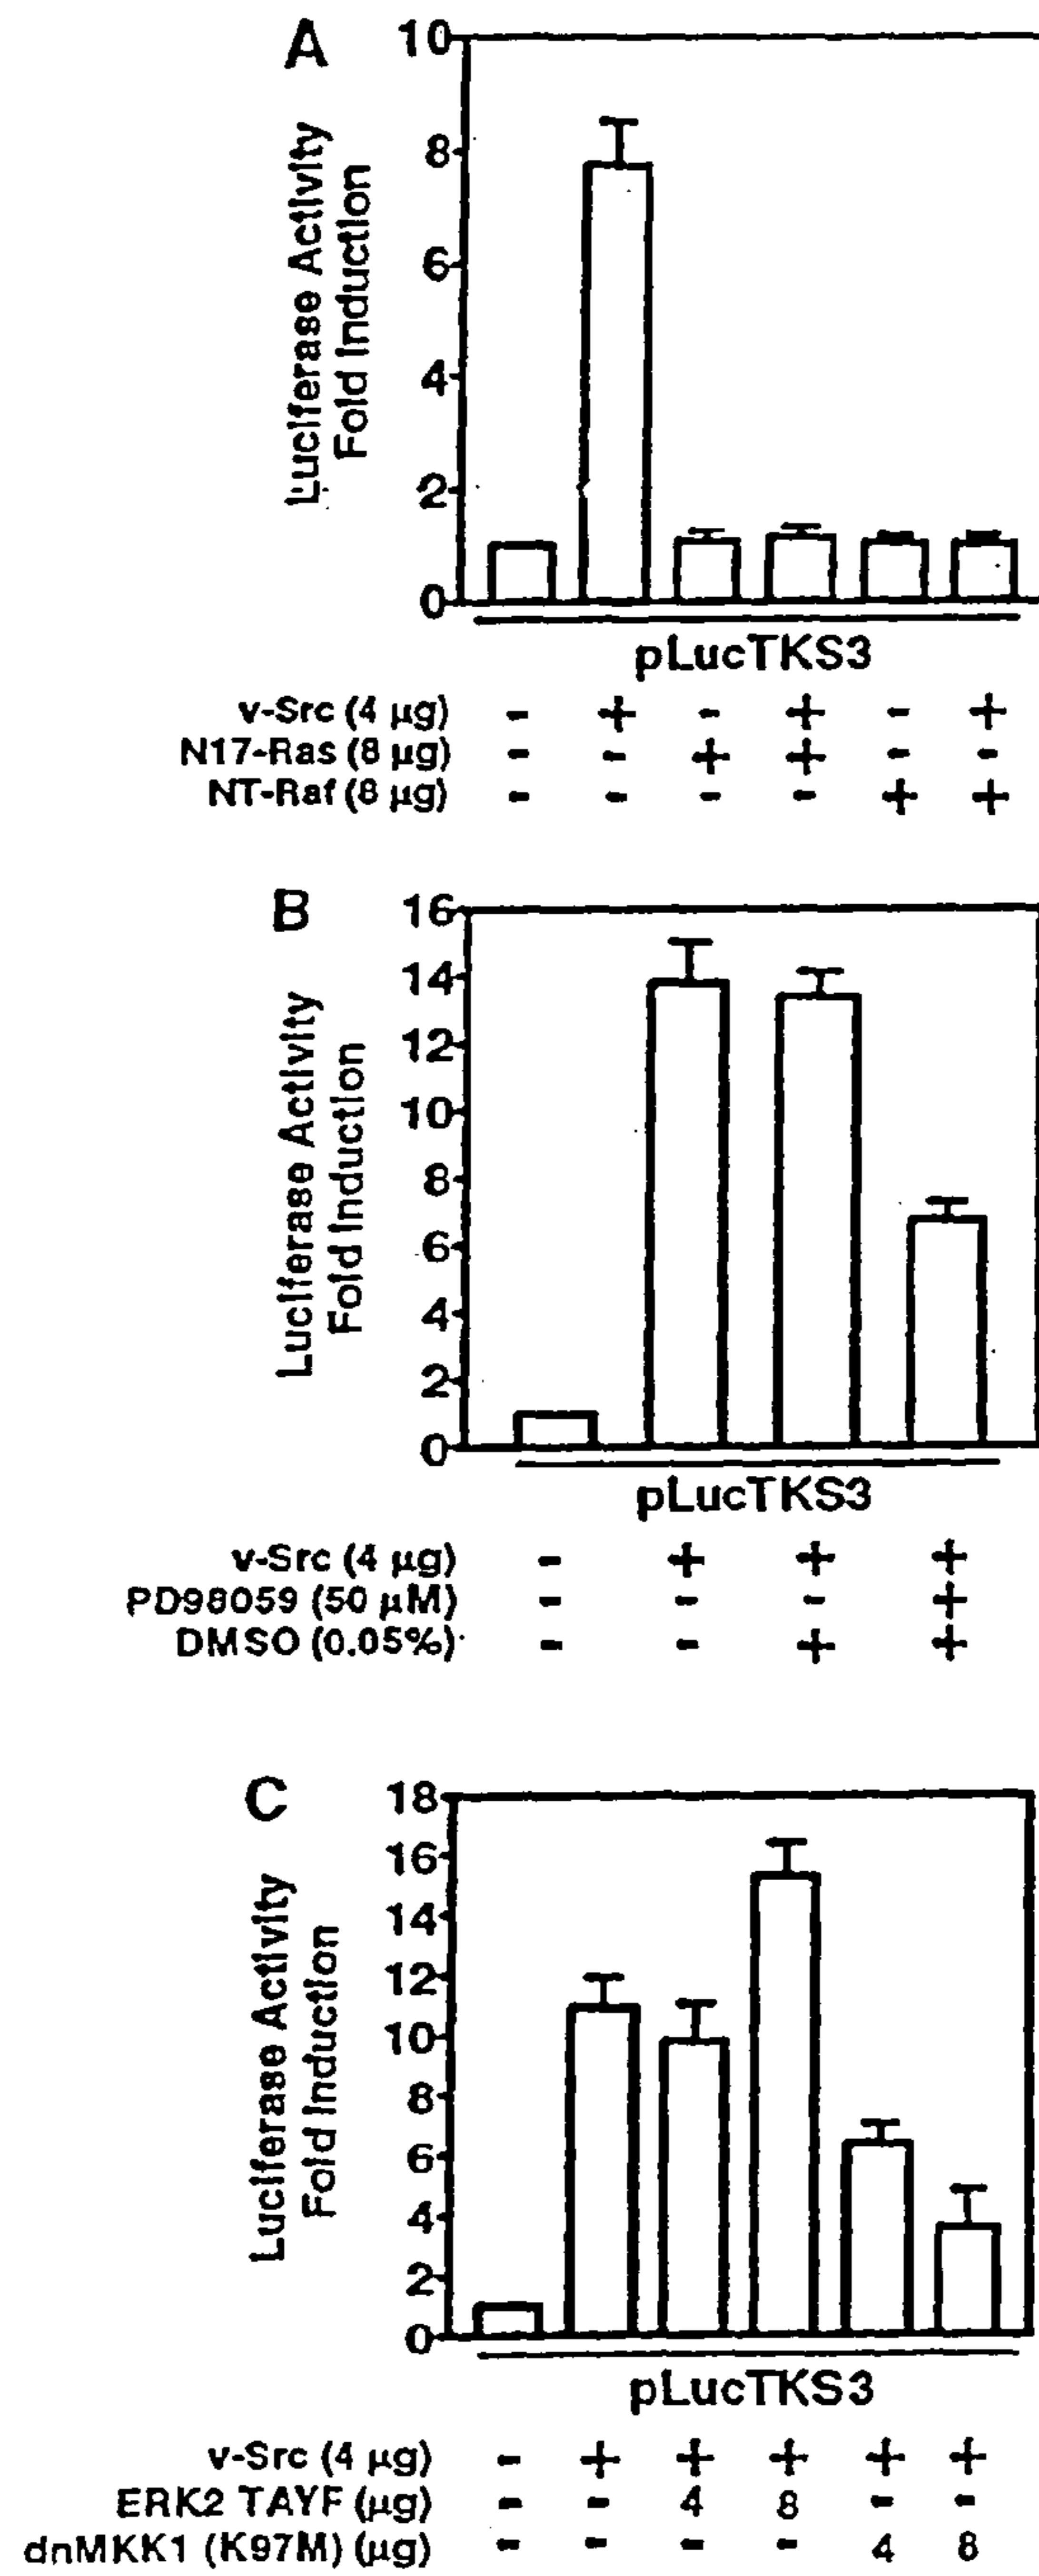 A
10
8
6
4
2
0
Luciferase Activity
Fold Induction
pLucTKS3
v-Src (4 µg) - + - + - +
N17-Ras (8 µg) - - + + - -
NT-Raf (8 µg) - - - - + +
B
16
14
12
10
8
6
4
2
0
Luciferase Activity
Fold Induction
pLucTKS3
v-Src (4 µg) - + + +
PD98059 (50 µM) - - - +
DMSO (0.05%) - - + +
C
18
16
14
12
10
8
6
4
2
0
Luciferase Activity
Fold Induction
pLucTKS3
v-Src (4 µg) - + + + + +
ERK2 TAYF (µg) - - 4 8 - -
dnMKK1 (K97M) (µg) - - - - 4 8